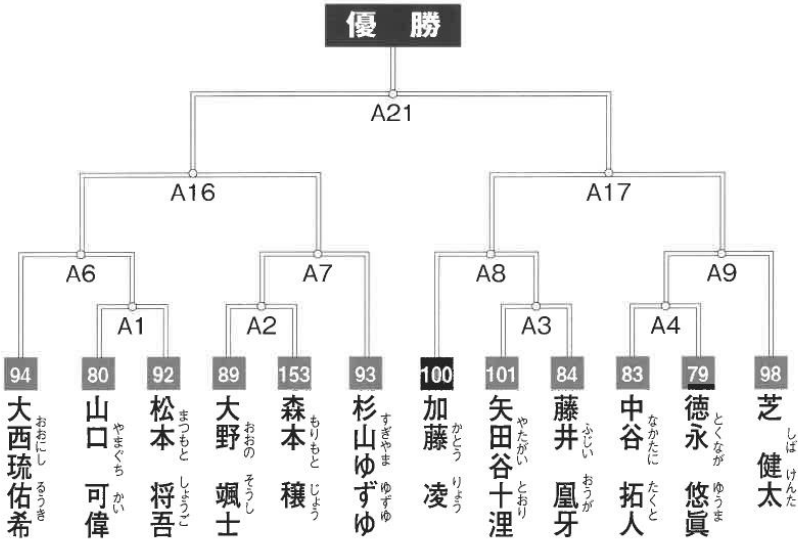 優勝
A21
A16
A17
A6
A7
A8
A9
A1
A2
A3
A4
94
80
92
89
153
93
100
101
84
83
79
98
大西琉佑希
おおにし るうき
山口 可偉
やまぐち かい
松本 将吾
まつもと しょうご
大野 颯士
おおの そうし
森本 穣
もりもと じょう
杉山ゆずゆ
すぎやま ゆずゆ
加藤 凌
かとう りょう
矢田谷十浬
やたがい とおり
藤井 凰牙
ふじい おうが
中谷 拓人
なかたに たくと
徳永 悠眞
とくなが ゆうま
芝 健太
しば けんた